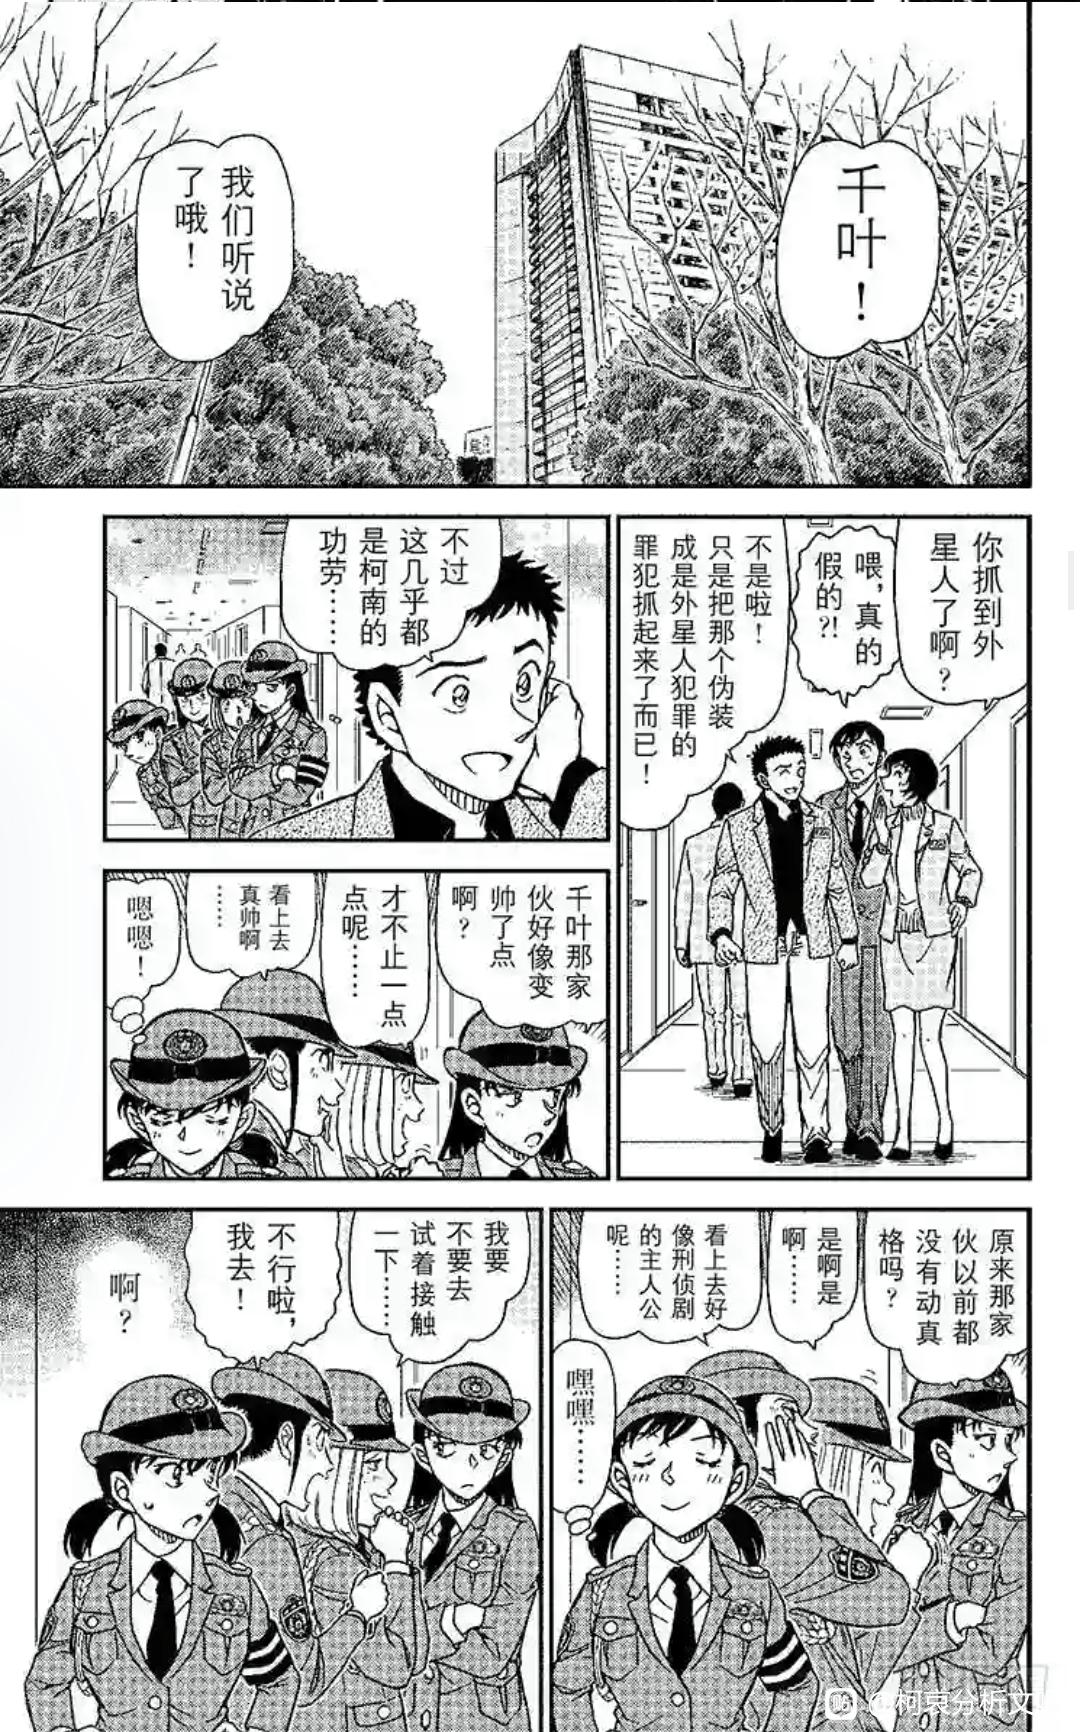 千叶！
我们听说
了哦！
你抓到外
星人了啊？
喂，真的
假的?!
不是啦！
只是把那个伪装
成是外星人犯罪的
罪犯抓起来了而已！
不过
这几乎都
是柯南的
功劳……
千叶那家
伙好像变
帅了点
啊？
才不止一点
点呢……
看上去
真帅啊
……
嗯嗯！
原来那家
伙以前都
没有动真
格吗？
是啊是
啊……
看上去好
像刑侦剧
的主人公
呢……
嘿嘿……
我要
不要去
试着接触
一下……
不行啦，
我去！
啊？
@柯哀分析文